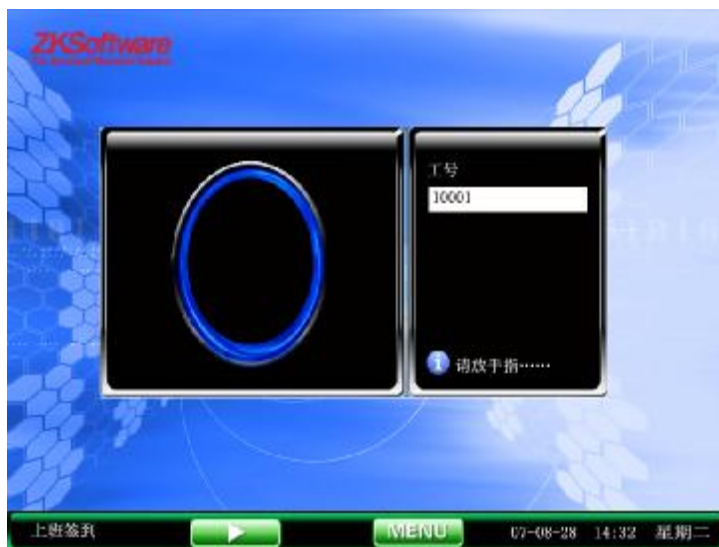 ZKSoftware
工号
10001
请放手指……
上班签到
MENU
07-08-28 14:32 星期二